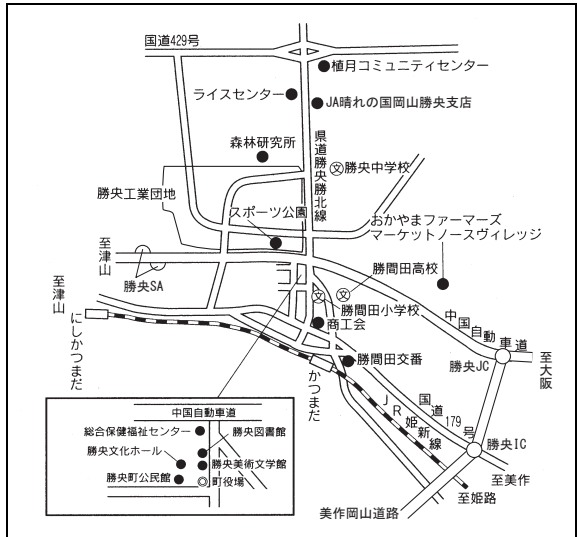 国道429号
植月コミュニティセンター
ライスセンター
JA晴れの国岡山勝央支店
森林研究所
県道勝央勝北線
文
勝央中学校
勝央工業団地
スポーツ公園
おかやまファーマーズ
マーケットノースヴィレッジ
至津山
勝央SA
至津山
にしかつまだ
文
勝間田高校
文
勝間田小学校
商工会
中国自動車道
勝間田交番
かつまだ
勝央JC
至大阪
国道179号
JR姫新線
勝央IC
至美作
至姫路
美作岡山道路
中国自動車道
総合保健福祉センター
勝央図書館
勝央文化ホール
勝央美術文学館
勝央町公民館
町役場